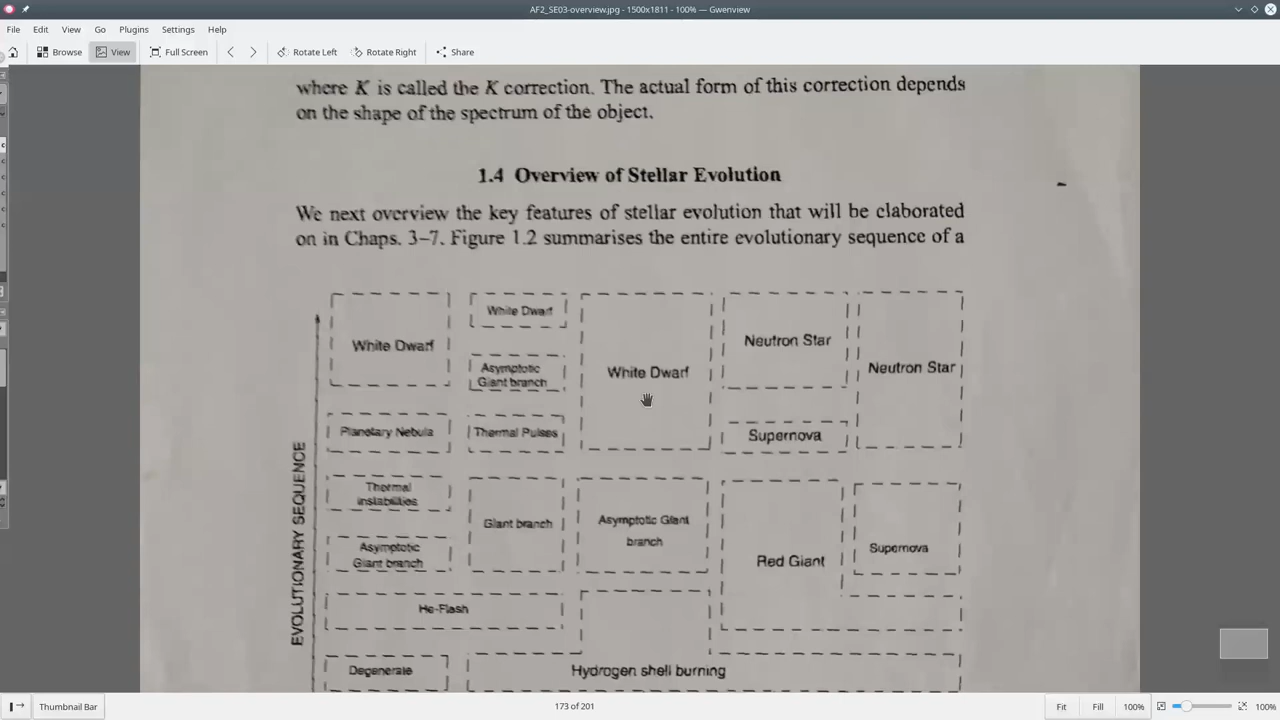 AF2_SE03-overview.jpg - 1500x1811 - 100% — Gwenview
File Edit View Go Plugins Settings Help
Browse View Full Screen Rotate Left Rotate Right Share
where K is called the K correction. The actual form of this correction depends
on the shape of the spectrum of the object.
1.4 Overview of Stellar Evolution
We next overview the key features of stellar evolution that will be elaborated
on in Chaps. 3–7. Figure 1.2 summarises the entire evolutionary sequence of a
EVOLUTIONARY SEQUENCE
White Dwarf
Planetary Nebula
Thermal
instabilities
Asymptotic
Giant branch
White Dwarf
Asymptotic
Giant branch
Thermal Pulses
Giant branch
He-Flash
Degenerate
White Dwarf
Asymptotic Giant
branch
Hydrogen shell burning
Neutron Star
Supernova
Red Giant
Neutron Star
Supernova
Thumbnail Bar
173 of 201
Fit Fill 100% 100%